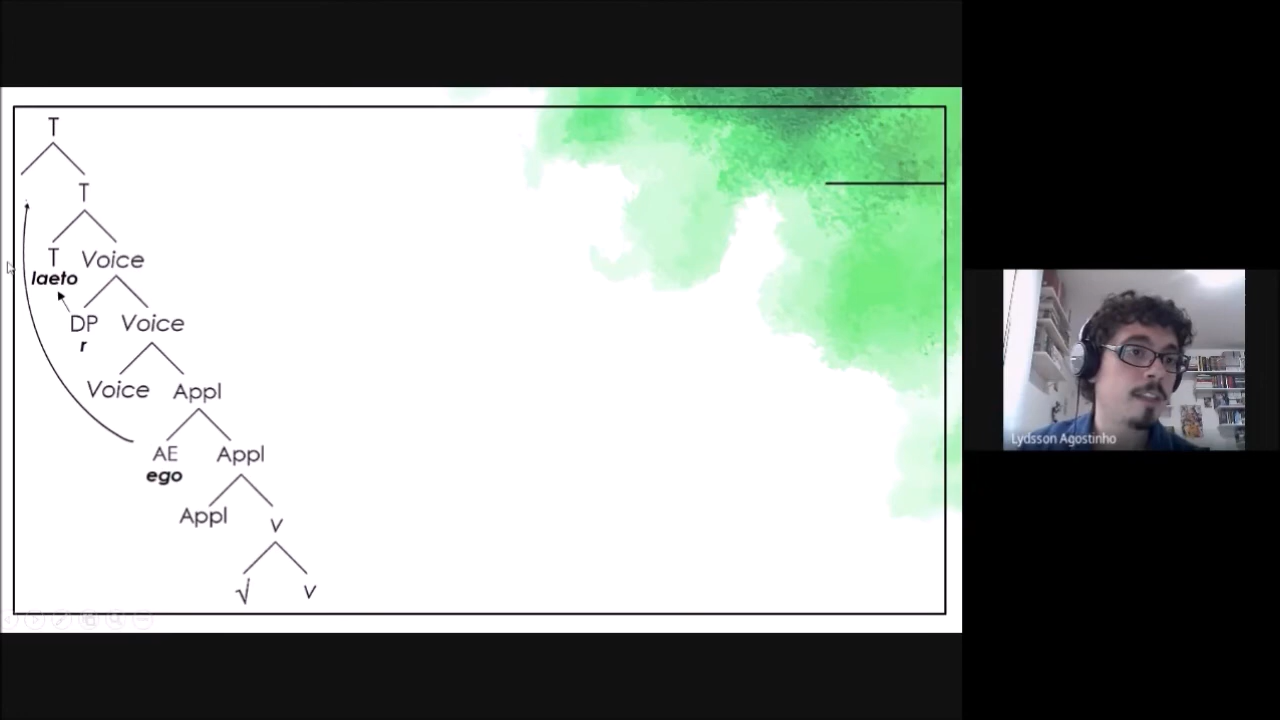 T
T
T Voice
laeto
DP Voice
r
Voice Appl
AE Appl
ego
Appl v
√ v
Lydsson Agostinho